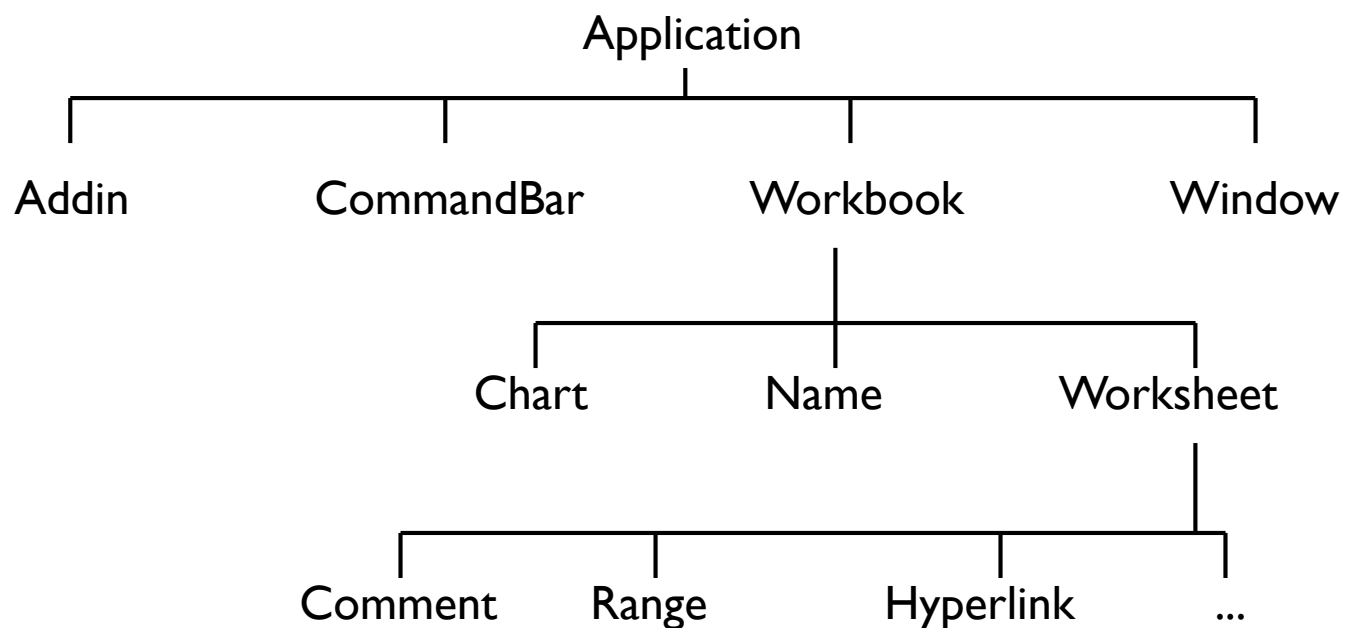 Application
Addin CommandBar Workbook Window
Chart Name Worksheet
Comment Range Hyperlink ...